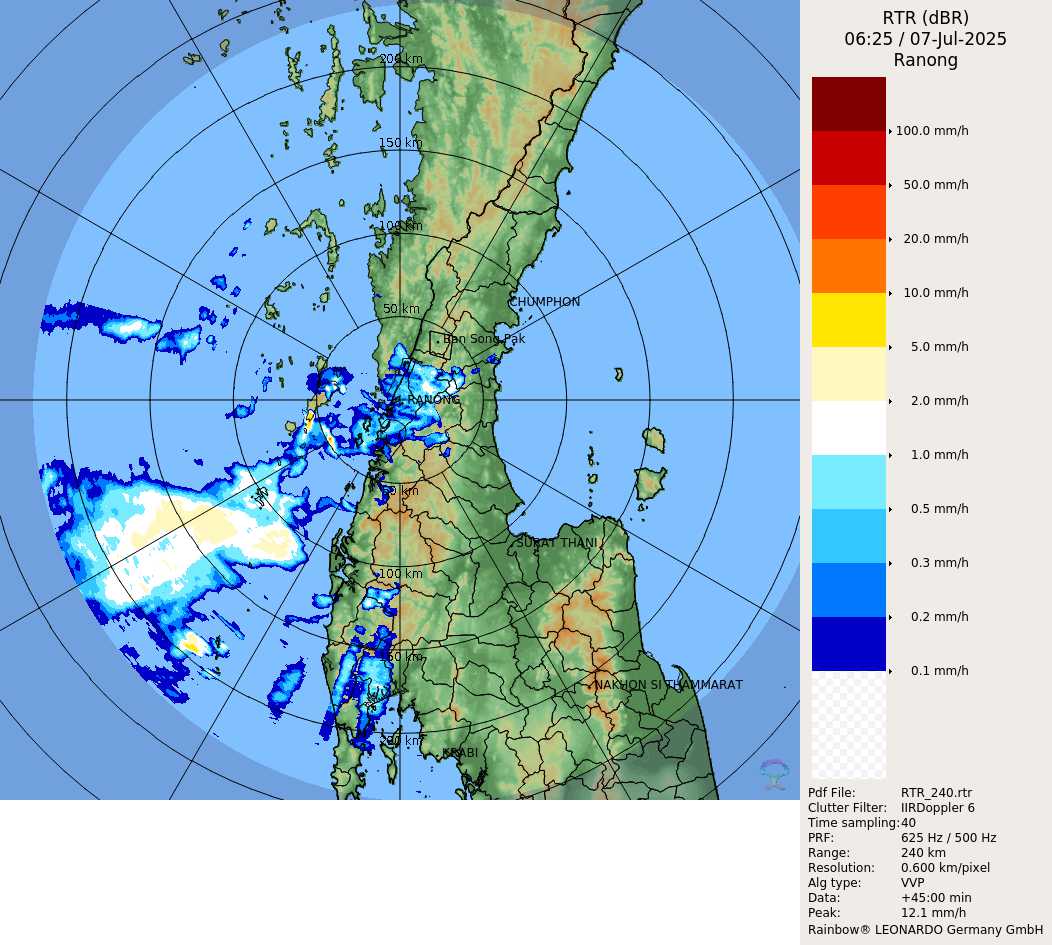 RTR (dBR)
06:25 / 07-Jul-2025
Ranong
100.0 mm/h
50.0 mm/h
20.0 mm/h
10.0 mm/h
5.0 mm/h
2.0 mm/h
1.0 mm/h
0.5 mm/h
0.3 mm/h
0.2 mm/h
0.1 mm/h
200 km
150 km
100 km
50 km
CHUMPHON
Ban Song Pak
RANONG
50 km
SURAT THANI
100 km
150 km
NAKHON SI THAMMARAT
200 km
KRABI
Pdf File: RTR_240.rtr
Clutter Filter: IIRDoppler 6
Time sampling:40
PRF: 625 Hz / 500 Hz
Range: 240 km
Resolution: 0.600 km/pixel
Alg type: VVP
Data: +45:00 min
Peak: 12.1 mm/h
Rainbow® LEONARDO Germany GmbH